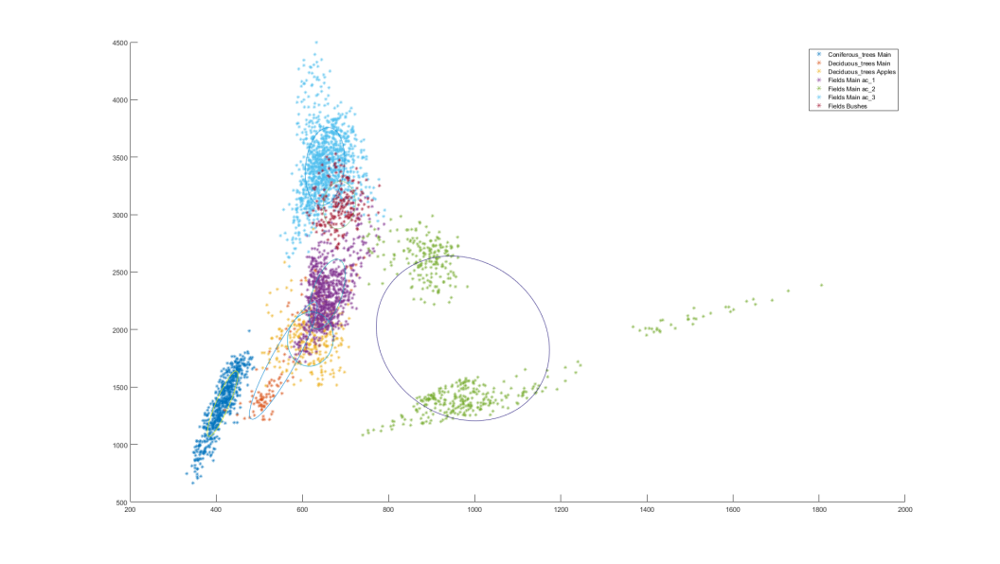 4500
4000
3500
3000
2500
2000
1500
1000
500
200
400
600
800
1000
1200
1400
1600
1800
2000
Coniferous_trees Main
Deciduous_trees Main
Deciduous_trees Apples
Fields Main ac_1
Fields Main ac_2
Fields Main ac_3
Fields Bushes